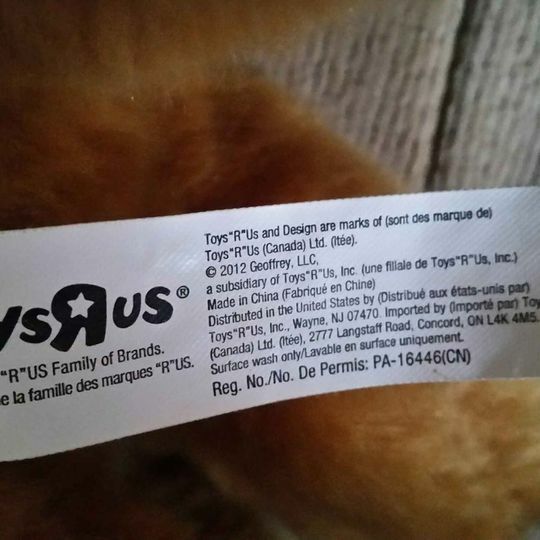 ys"R"us®
"R"US Family of Brands.
e la famille des marques "R"US.
Toys"R"Us and Design are marks of (sont des marque de)
Toys"R"Us (Canada) Ltd. (ltée).
© 2012 Geoffrey, LLC,
a subsidiary of Toys"R"Us, Inc. (une filiale de Toys"R"Us, Inc.)
Made in China (Fabriqué en Chine)
Distributed in the United States by (Distribué aux états-unis par)
Toys"R"Us, Inc., Wayne, NJ 07470. Imported by (Importé par) Toy
(Canada) Ltd. (ltée), 2777 Langstaff Road, Concord, ON L4K 4M5.
Surface wash only/Lavable en surface uniquement.
Reg. No./No. De Permis: PA-16446(CN)